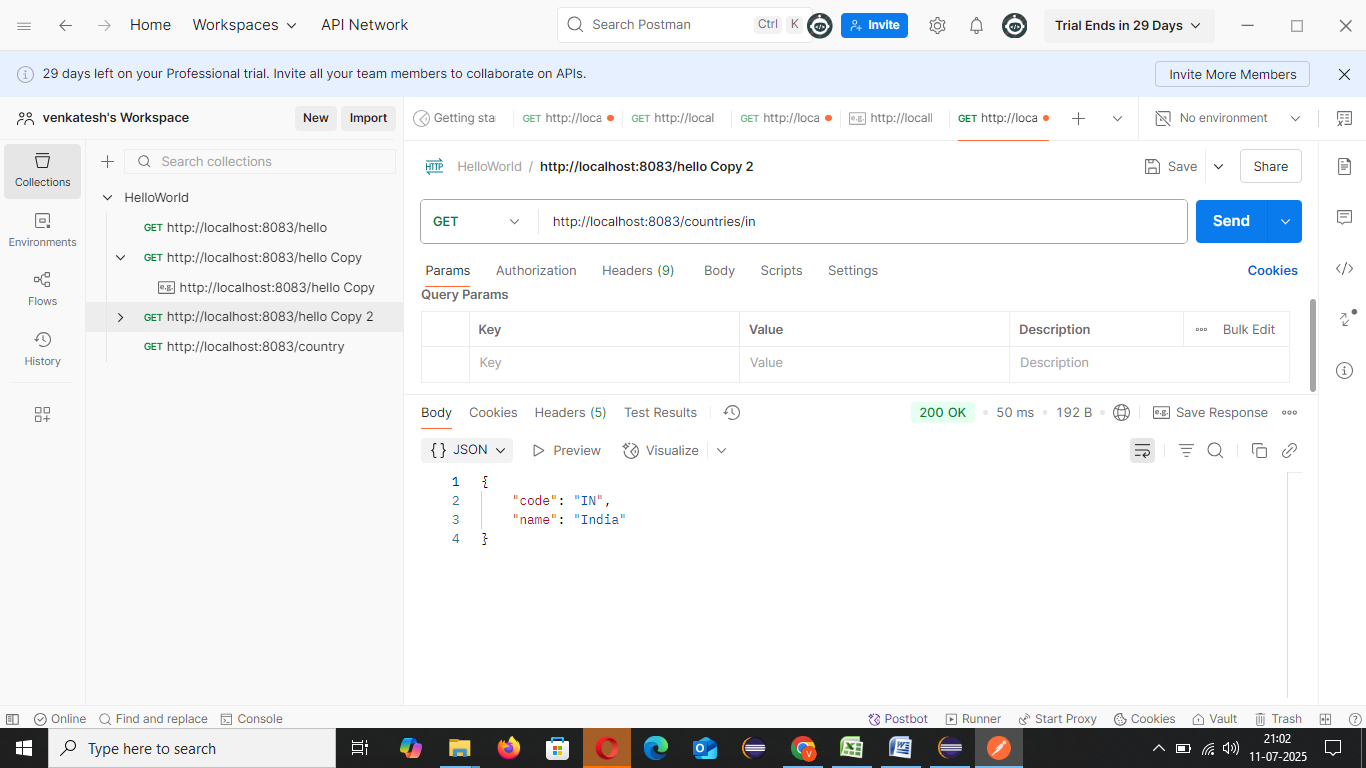 Home Workspaces API Network Search Postman Ctrl K Invite Trial Ends in 29 Days
29 days left on your Professional trial. Invite all your team members to collaborate on APIs. Invite More Members
venkatesh's Workspace New Import
Getting sta GET http://loca GET http://local GET http://loca e.g. http://locall GET http://loca No environment
Collections
Environments
Flows
History
Search collections
HelloWorld
GET http://localhost:8083/hello
GET http://localhost:8083/hello Copy
e.g. http://localhost:8083/hello Copy
GET http://localhost:8083/hello Copy 2
GET http://localhost:8083/country
HTTP HelloWorld / http://localhost:8083/hello Copy 2 Save Share
GET http://localhost:8083/countries/in Send
Params Authorization Headers (9) Body Scripts Settings Cookies
Query Params
Key Value Description Bulk Edit
Key Value Description
Body Cookies Headers (5) Test Results 200 OK 50 ms 192 B e.g. Save Response
{} JSON Preview Visualize
1 {
2 "code": "IN",
3 "name": "India"
4 }
Online Find and replace Console Postbot Runner Start Proxy Cookies Vault Trash
Type here to search
21:02
11-07-2025